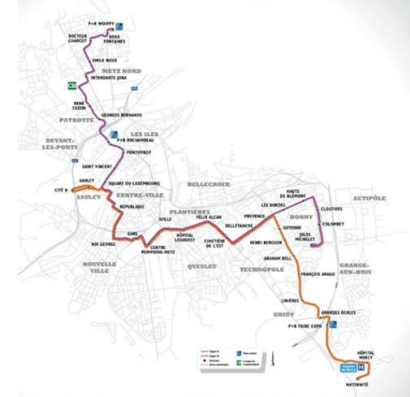 P+R WOIPPY
DEUX
FONTAINES
DOCTEUR
CHARCOT
EMILE ROUX
METZ NORD
INTENDANTS JOBA
RENÉ
CASSIN
GEORGES BERNANOS
PATROTTE
P+R ROCHAMBEAU
LES ILES
DEVANT-
LES-PONTS
PONTIFFROY
SAINT VINCENT
SAULCY
SQUARE DU LUXEMBOURG
CITÉ U
SAULCY
CENTRE-VILLE
RÉPUBLIQUE
BELLECROIX
HAUTS
DE BLÉMONT
ACTIPÔLE
PLANTIÈRES
LES BORDES
CLOUTIERS
SEILLE
FÉLIX ALCAN
PROVENCE
BORNY
COLOMBEY
GARE
BELLETANCHE
GUYENNE
JULES
MICHELET
ROI GEORGE
CENTRE
POMPIDOU-METZ
HÔPITAL
LEGOUEST
CIMETIÈRE
DE L'EST
HENRI BERGSON
GRAHAM BELL
NOUVELLE
VILLE
QUEULEU
TECHNOPOLE
FRANÇOIS ARAGO
GRANGE-
AUX-BOIS
LINIÈRES
GRANDES ÉCOLES
GRIGY
P+R FOIRE EXPO
HÔPITAL
MERCY
MATERNITÉ